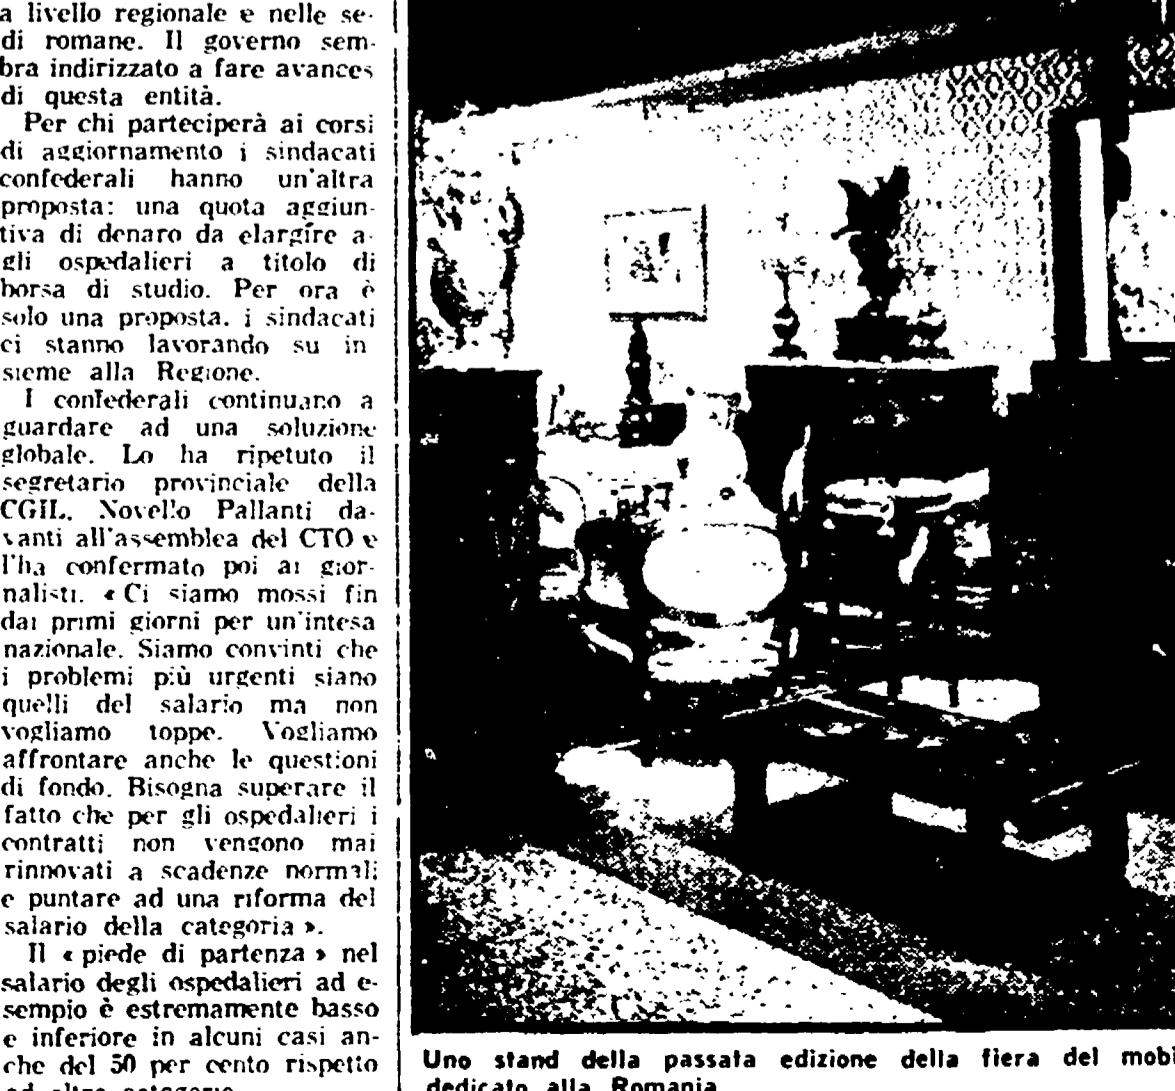 a livello regionale e nelle se-
di romane. Il governo sem-
bra indirizzato a fare avances
di questa entità.
Per chi parteciperà ai corsi
di aggiornamento i sindacati
confederali hanno un'altra
proposta: una quota aggiun-
tiva di denaro da elargire a-
gli ospedalieri a titolo di
borsa di studio. Per ora è
solo una proposta. i sindacati
ci stanno lavorando su in
sieme alla Regione.
I confederali continuano a
guardare ad una soluzione
globale. Lo ha ripetuto il
segretario provinciale della
CGIL, Novello Pallanti da-
vanti all'assemblea del CTO e
l'ha confermato poi ai gior-
nalisti. « Ci siamo mossi fin
dai primi giorni per un'intesa
nazionale. Siamo convinti che
i problemi più urgenti siano
quelli del salario ma non
vogliamo toppe. Vogliamo
affrontare anche le questioni
di fondo. Bisogna superare il
fatto che per gli ospedalieri i
contratti non vengono mai
rinnovati a scadenze normali
e puntare ad una riforma del
salario della categoria ».
Il « piede di partenza » nel
salario degli ospedalieri ad e-
sempio è estremamente basso
e inferiore in alcuni casi an-
che del 50 per cento rispetto
ad altre categorie
Uno stand della passata edizione della fiera del mobi
dedicato alla Romania